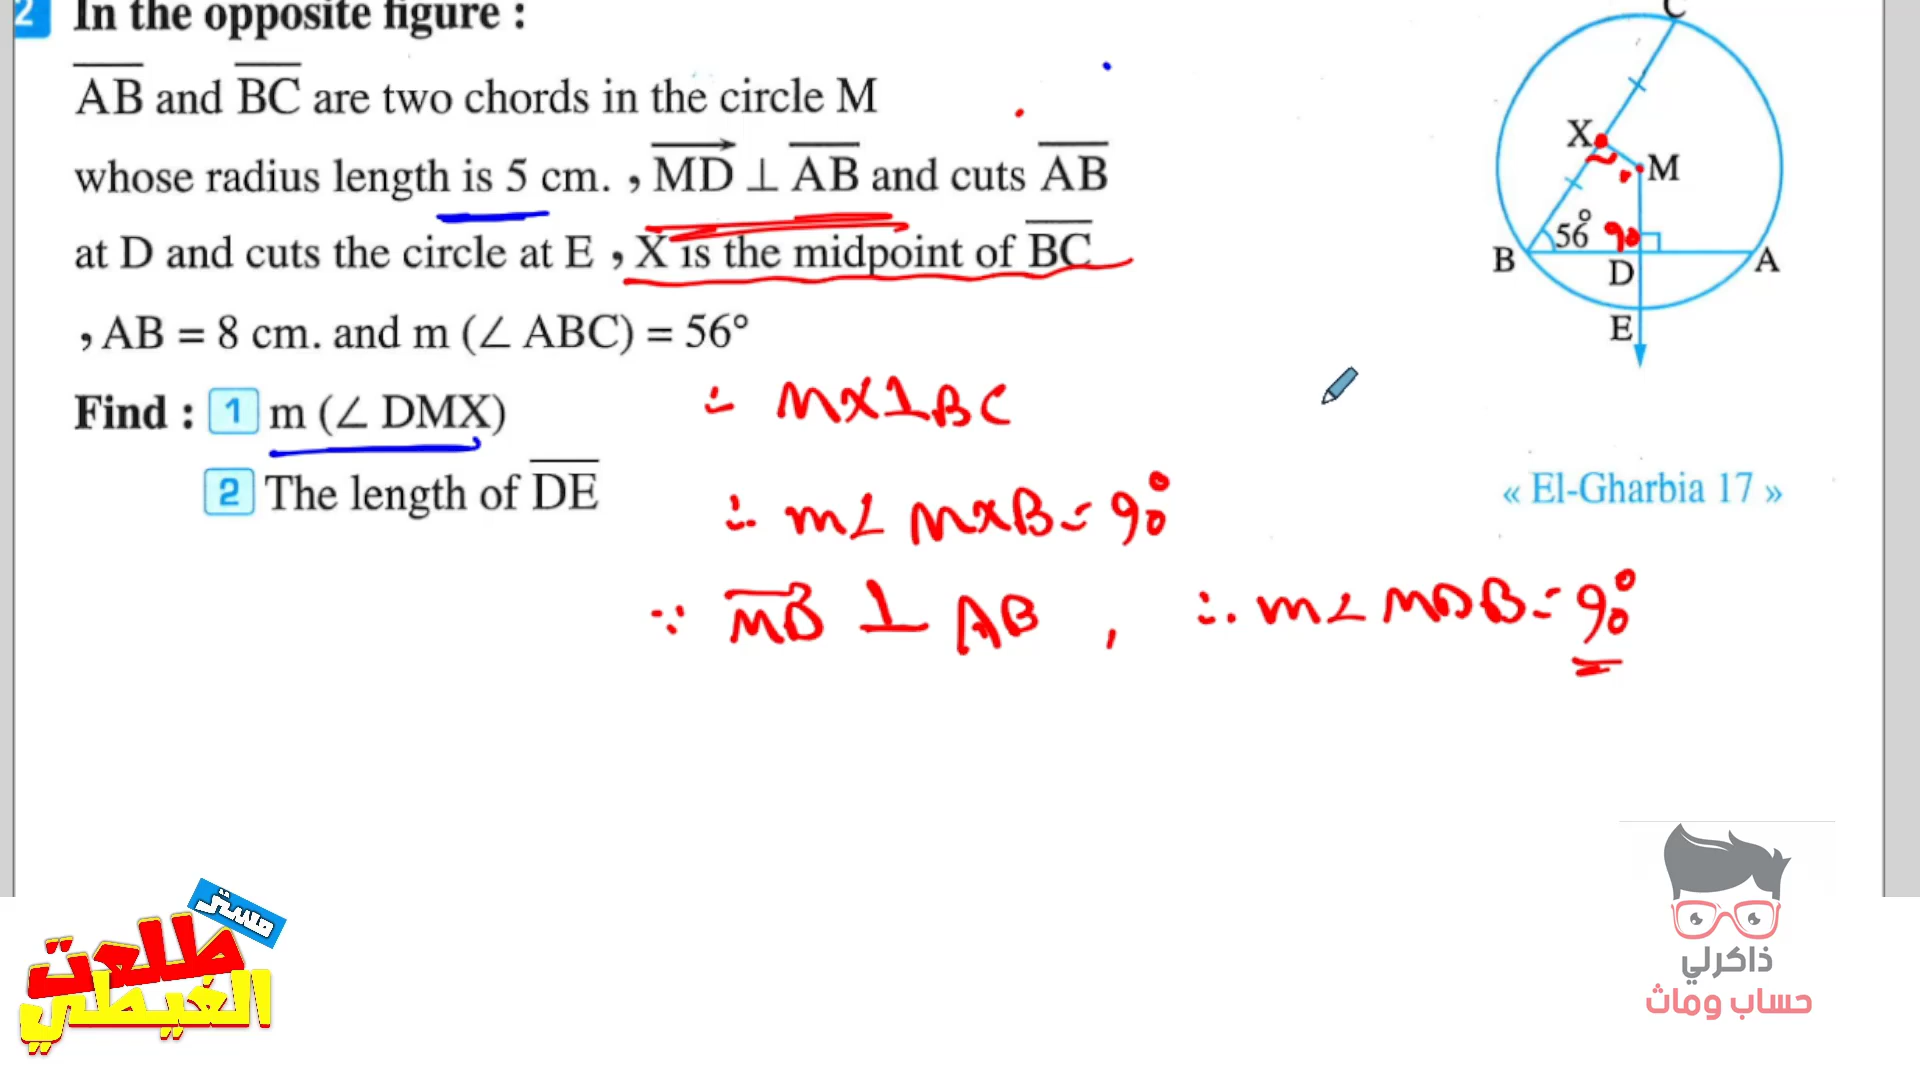 2 In the opposite figure :
AB and BC are two chords in the circle M
whose radius length is 5 cm. , MD ⊥ AB and cuts AB
at D and cuts the circle at E , X is the midpoint of BC
, AB = 8 cm. and m (∠ ABC) = 56°
Find : 1 m (∠ DMX)
2 The length of DE
C
X
M
56°
90
B
D
A
E
« El-Gharbia 17 »
∴ MX ⊥ BC
∴ m∠ MXB = 90°
∵ MD ⊥ AB , ∴ m∠ MDB = 90°
مستر
طلعت
الغيطي
ذاكرلي
حساب وماث